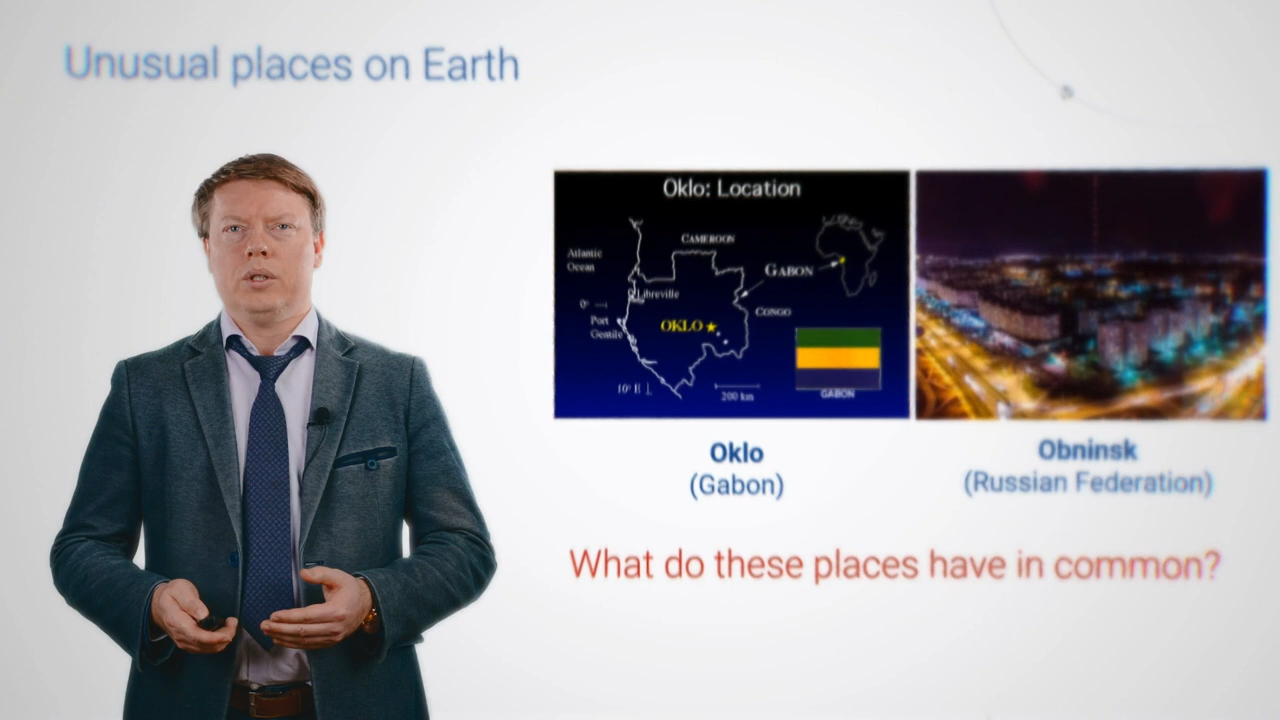 Unusual places on Earth
Oklo: Location
CAMEROON
Atlantic
Ocean
GABON
Libreville
0°
CONGO
Port
Gentile
OKLO
10° E
200 km
GABON
Oklo
(Gabon)
Obninsk
(Russian Federation)
What do these places have in common?